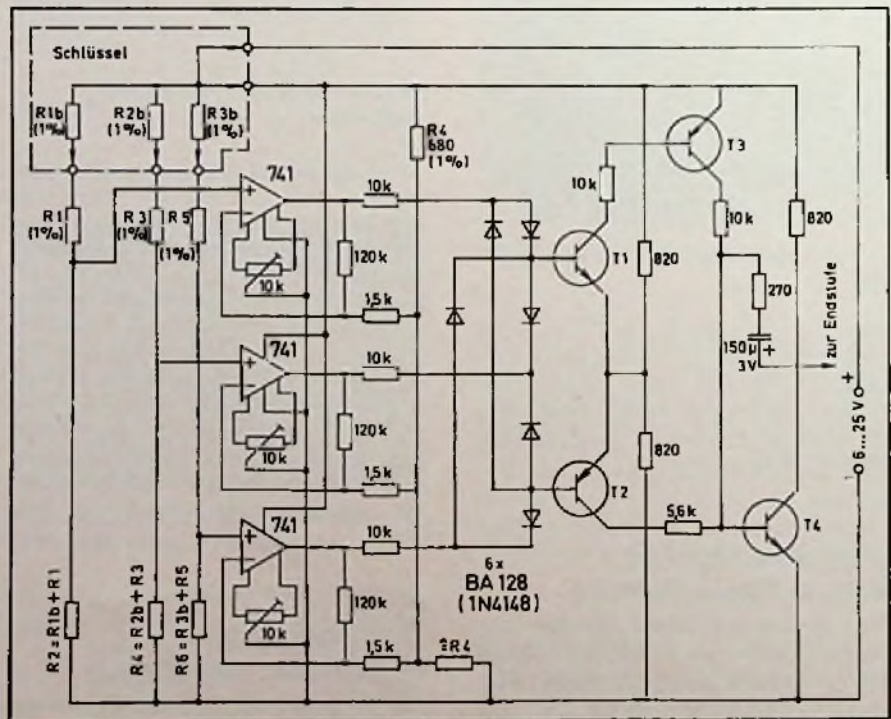 Schlüssel
R1b
(1%)
R2b
(1%)
R3b
(1%)
R4
680
(1%)
T3
741
10k
R1
(1%)
R3
(1%)
R5
(1%)
10k
10k
820
10k
120k
T1
820
1,5k
270
150µ +
3V
zur Endstufe
741
10k
+
6...25 V
10k
120k
820
1,5k
T2
741
10k
5,6k
T4
6x
BA 128
(1N4148)
10k
120k
1,5k
≙R4
R2=R1b+R1
R4=R2b+R3
R6=R3b+R5